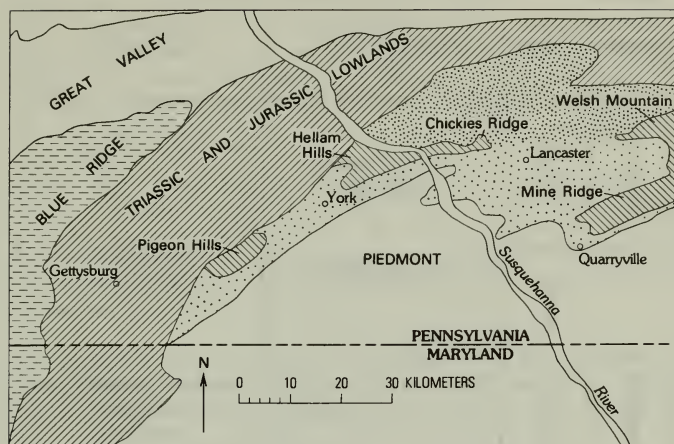 GREAT VALLEY
BLUE RIDGE
TRIASSIC AND JURASSIC LOWLANDS
Welsh Mountain
Chickies Ridge
Hellam
Hills
Lancaster
Mine Ridge
York
Pigeon Hills
Gettysburg
PIEDMONT
Quarryville
Susquehanna
River
PENNSYLVANIA
MARYLAND
N
0 10 20 30 KILOMETERS